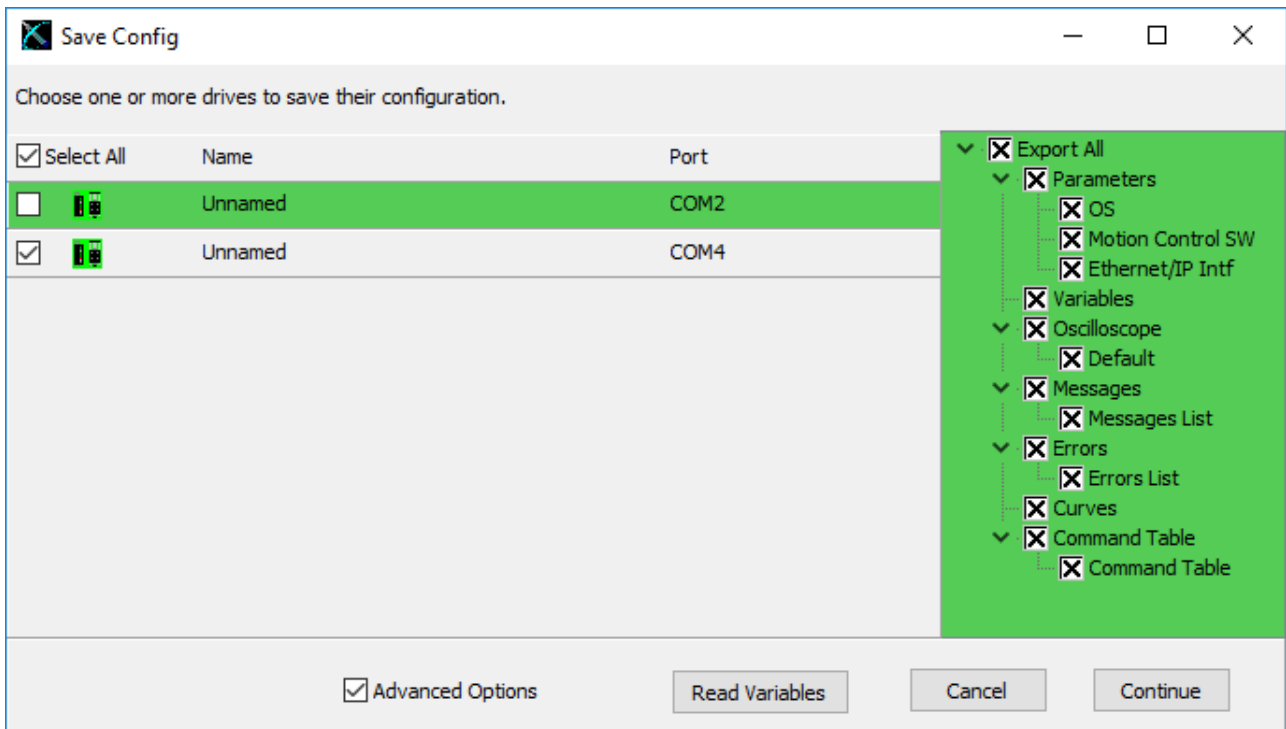 Save Config
Choose one or more drives to save their configuration.
Select All Name Port
Unnamed COM2
Unnamed COM4
Export All
Parameters
OS
Motion Control SW
Ethernet/IP Intf
Variables
Oscilloscope
Default
Messages
Messages List
Errors
Errors List
Curves
Command Table
Command Table
Advanced Options Read Variables Cancel Continue